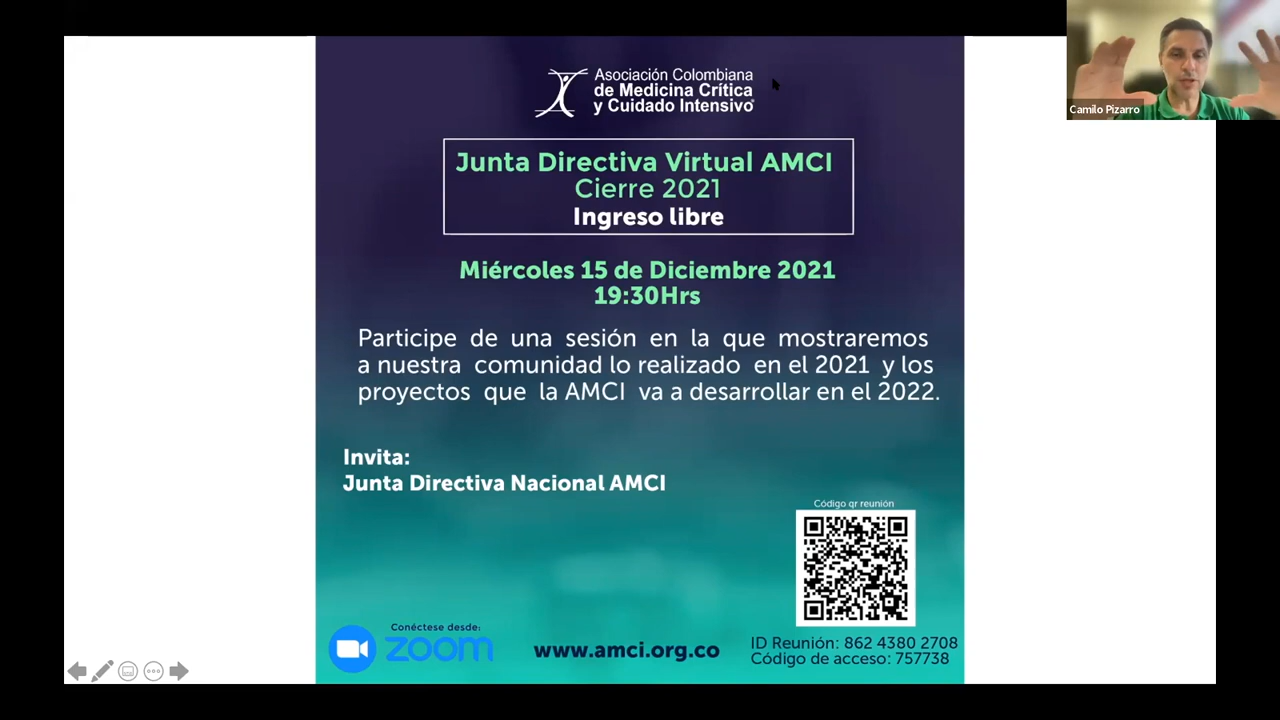 Asociación Colombiana
de Medicina Crítica
y Cuidado Intensivo
Camilo Pizarro
Junta Directiva Virtual AMCI
Cierre 2021
Ingreso libre
Miércoles 15 de Diciembre 2021
19:30Hrs
Participe de una sesión en la que mostraremos
a nuestra comunidad lo realizado en el 2021 y los
proyectos que la AMCI va a desarrollar en el 2022.
Invita:
Junta Directiva Nacional AMCI
Código qr reunión
Conéctese desde:
zoom
www.amci.org.co
ID Reunión: 862 4380 2708
Código de acceso: 757738